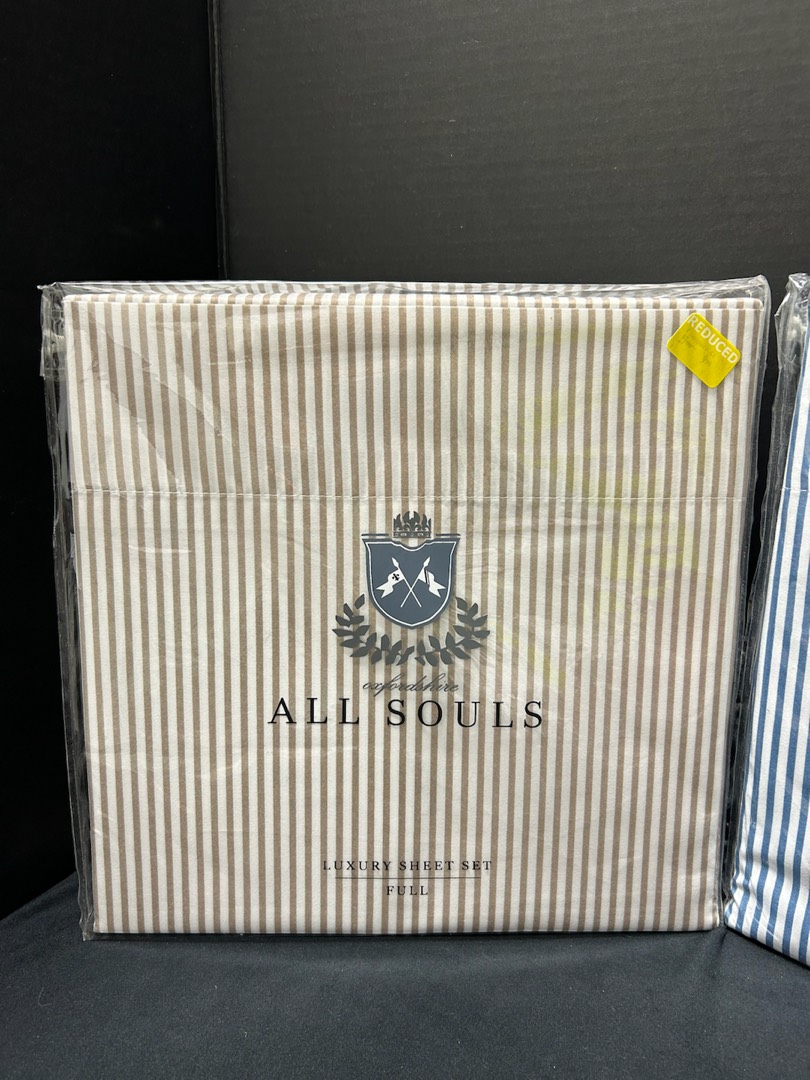 REDUCED
oxfordshire
ALL SOULS
LUXURY SHEET SET
FULL